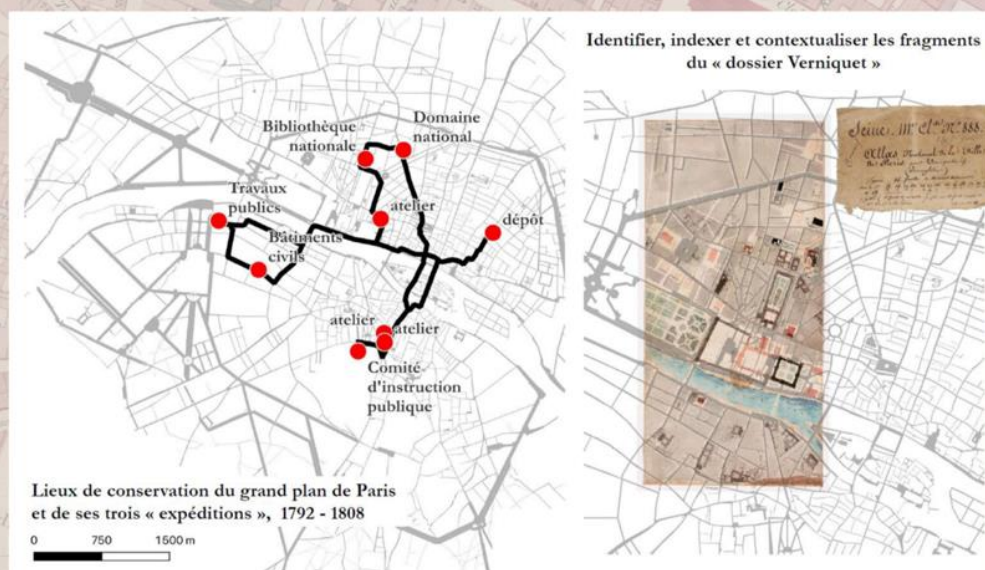 Identifier, indexer et contextualiser les fragments
du « dossier Verniquet »
Bibliothèque
nationale
Domaine
national
Travaux
publics
atelier
dépôt
Bâtiments
civils
atelier
atelier
Comité
d'instruction
publique
Lieux de conservation du grand plan de Paris
et de ses trois « expéditions », 1792 - 1808
0 750 1500 m